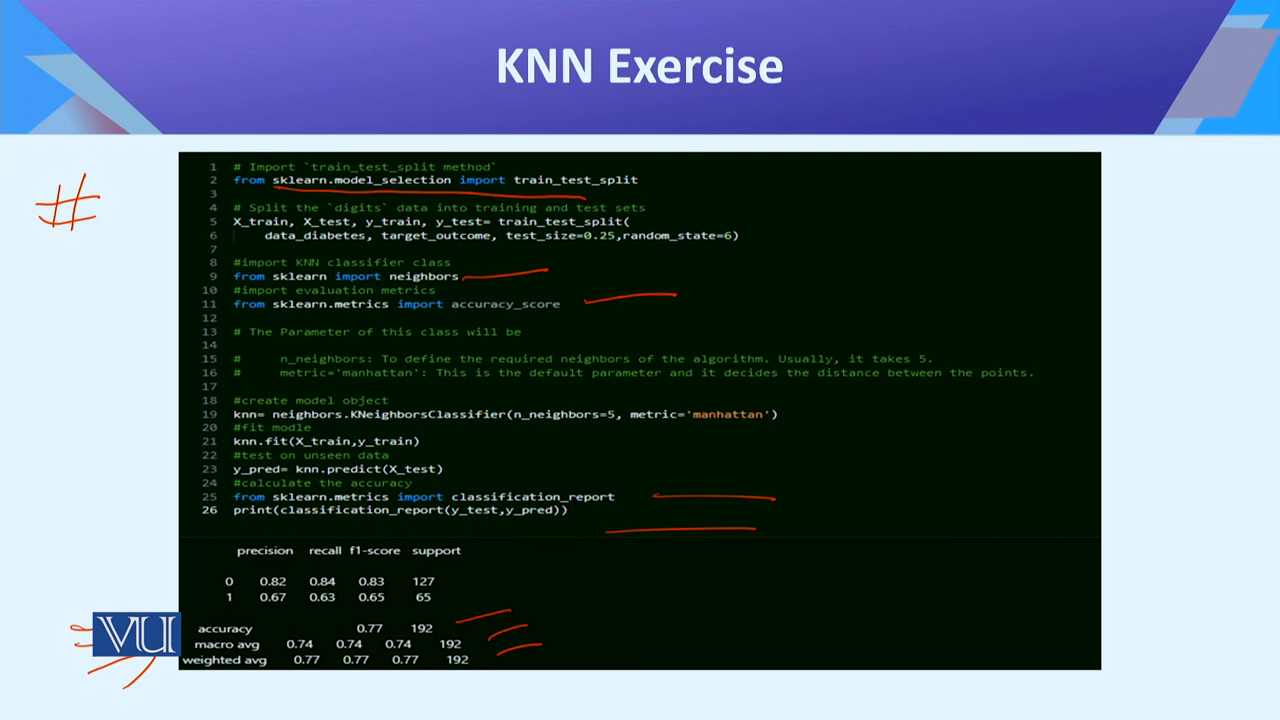 KNN Exercise
#
1 # Import `train_test_split method`
2 from sklearn.model_selection import train_test_split
3
4 # Split the `digits` data into training and test sets
5 X_train, X_test, y_train, y_test= train_test_split(
6 data_diabetes, target_outcome, test_size=0.25,random_state=6)
7
8 #import KNN classifier class
9 from sklearn import neighbors
10 #import evaluation metrics
11 from sklearn.metrics import accuracy_score
12
13 # The Parameter of this class will be
14
15 # n_neighbors: To define the required neighbors of the algorithm. Usually, it takes 5.
16 # metric='manhattan': This is the default parameter and it decides the distance between the points.
17
18 #create model object
19 knn= neighbors.KNeighborsClassifier(n_neighbors=5, metric='manhattan')
20 #fit modle
21 knn.fit(X_train,y_train)
22 #test on unseen data
23 y_pred= knn.predict(X_test)
24 #calculate the accuracy
25 from sklearn.metrics import classification_report
26 print(classification_report(y_test,y_pred))
precision recall f1-score support
0 0.82 0.84 0.83 127
1 0.67 0.63 0.65 65
accuracy 0.77 192
macro avg 0.74 0.74 0.74 192
weighted avg 0.77 0.77 0.77 192
VU